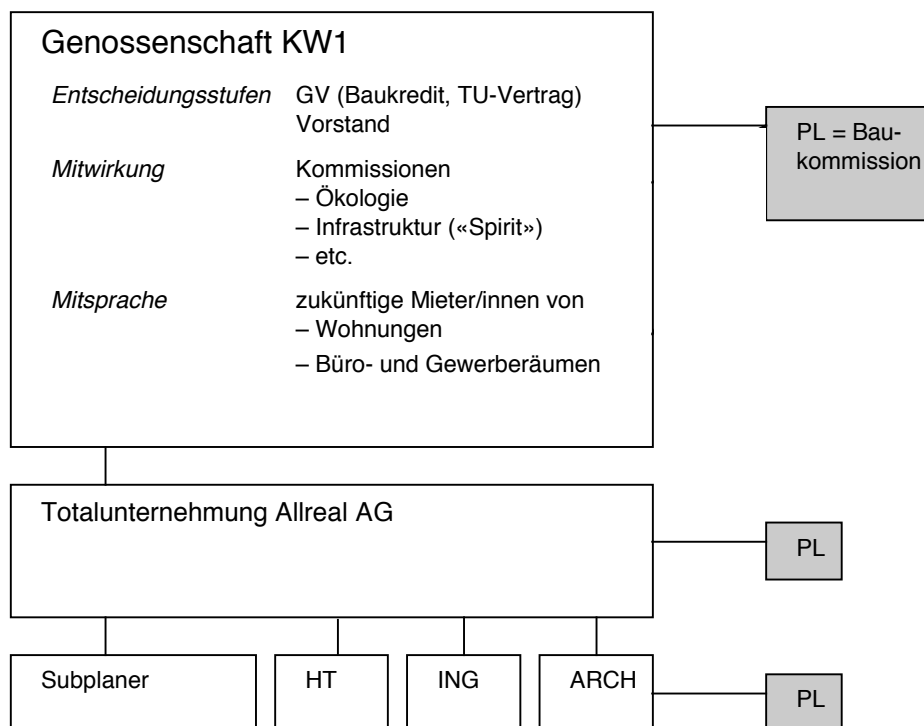 Genossenschaft KW1
Entscheidungsstufen GV (Baukredit, TU-Vertrag)
Vorstand
Mitwirkung Kommissionen
– Ökologie
– Infrastruktur («Spirit»)
– etc.
Mitsprache zukünftige Mieter/innen von
– Wohnungen
– Büro- und Gewerberäumen
PL = Bau-
kommission
Totalunternehmung Allreal AG
PL
Subplaner
HT
ING
ARCH
PL